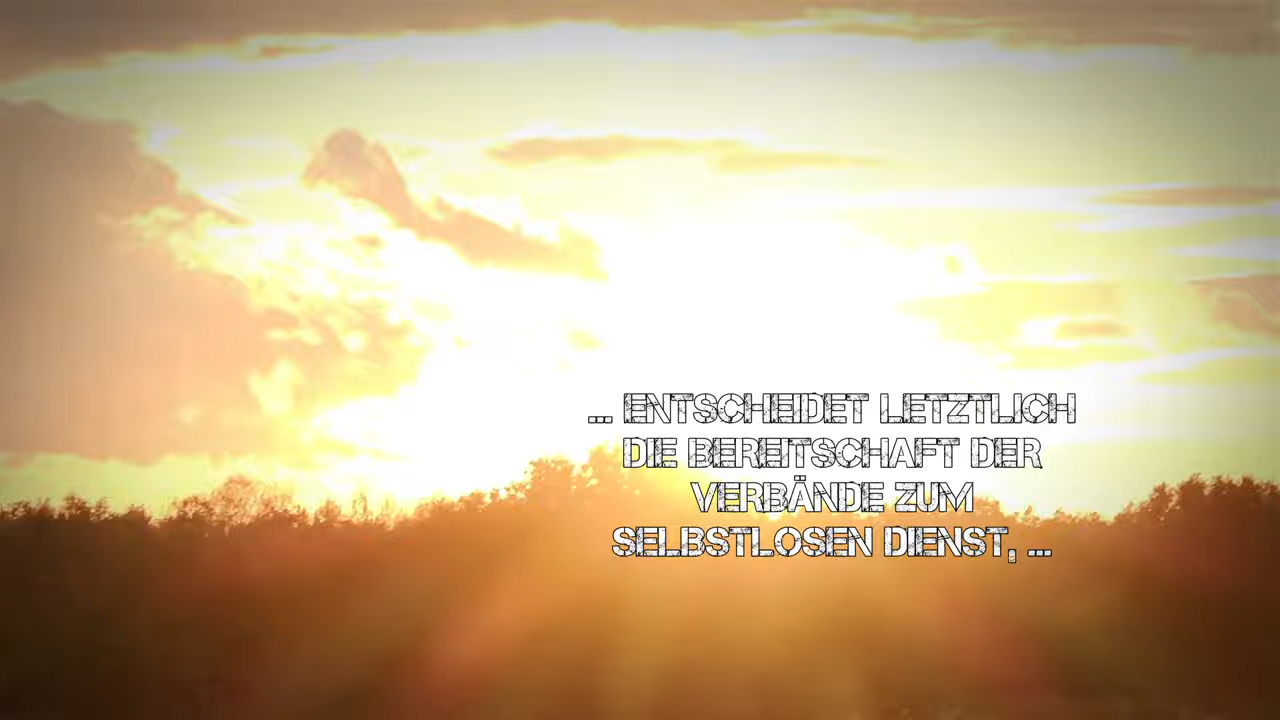 ... ENTSCHEIDET LETZTLICH
DIE BEREITSCHAFT DER
VERBÄNDE ZUM
SELBSTLOSEN DIENST, ...